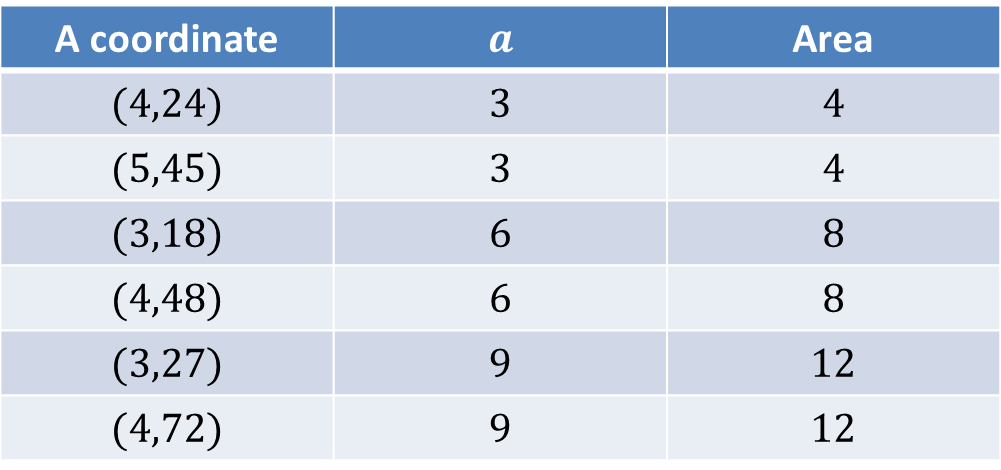 A coordinate a Area
(4,24) 3 4
(5,45) 3 4
(3,18) 6 8
(4,48) 6 8
(3,27) 9 12
(4,72) 9 12